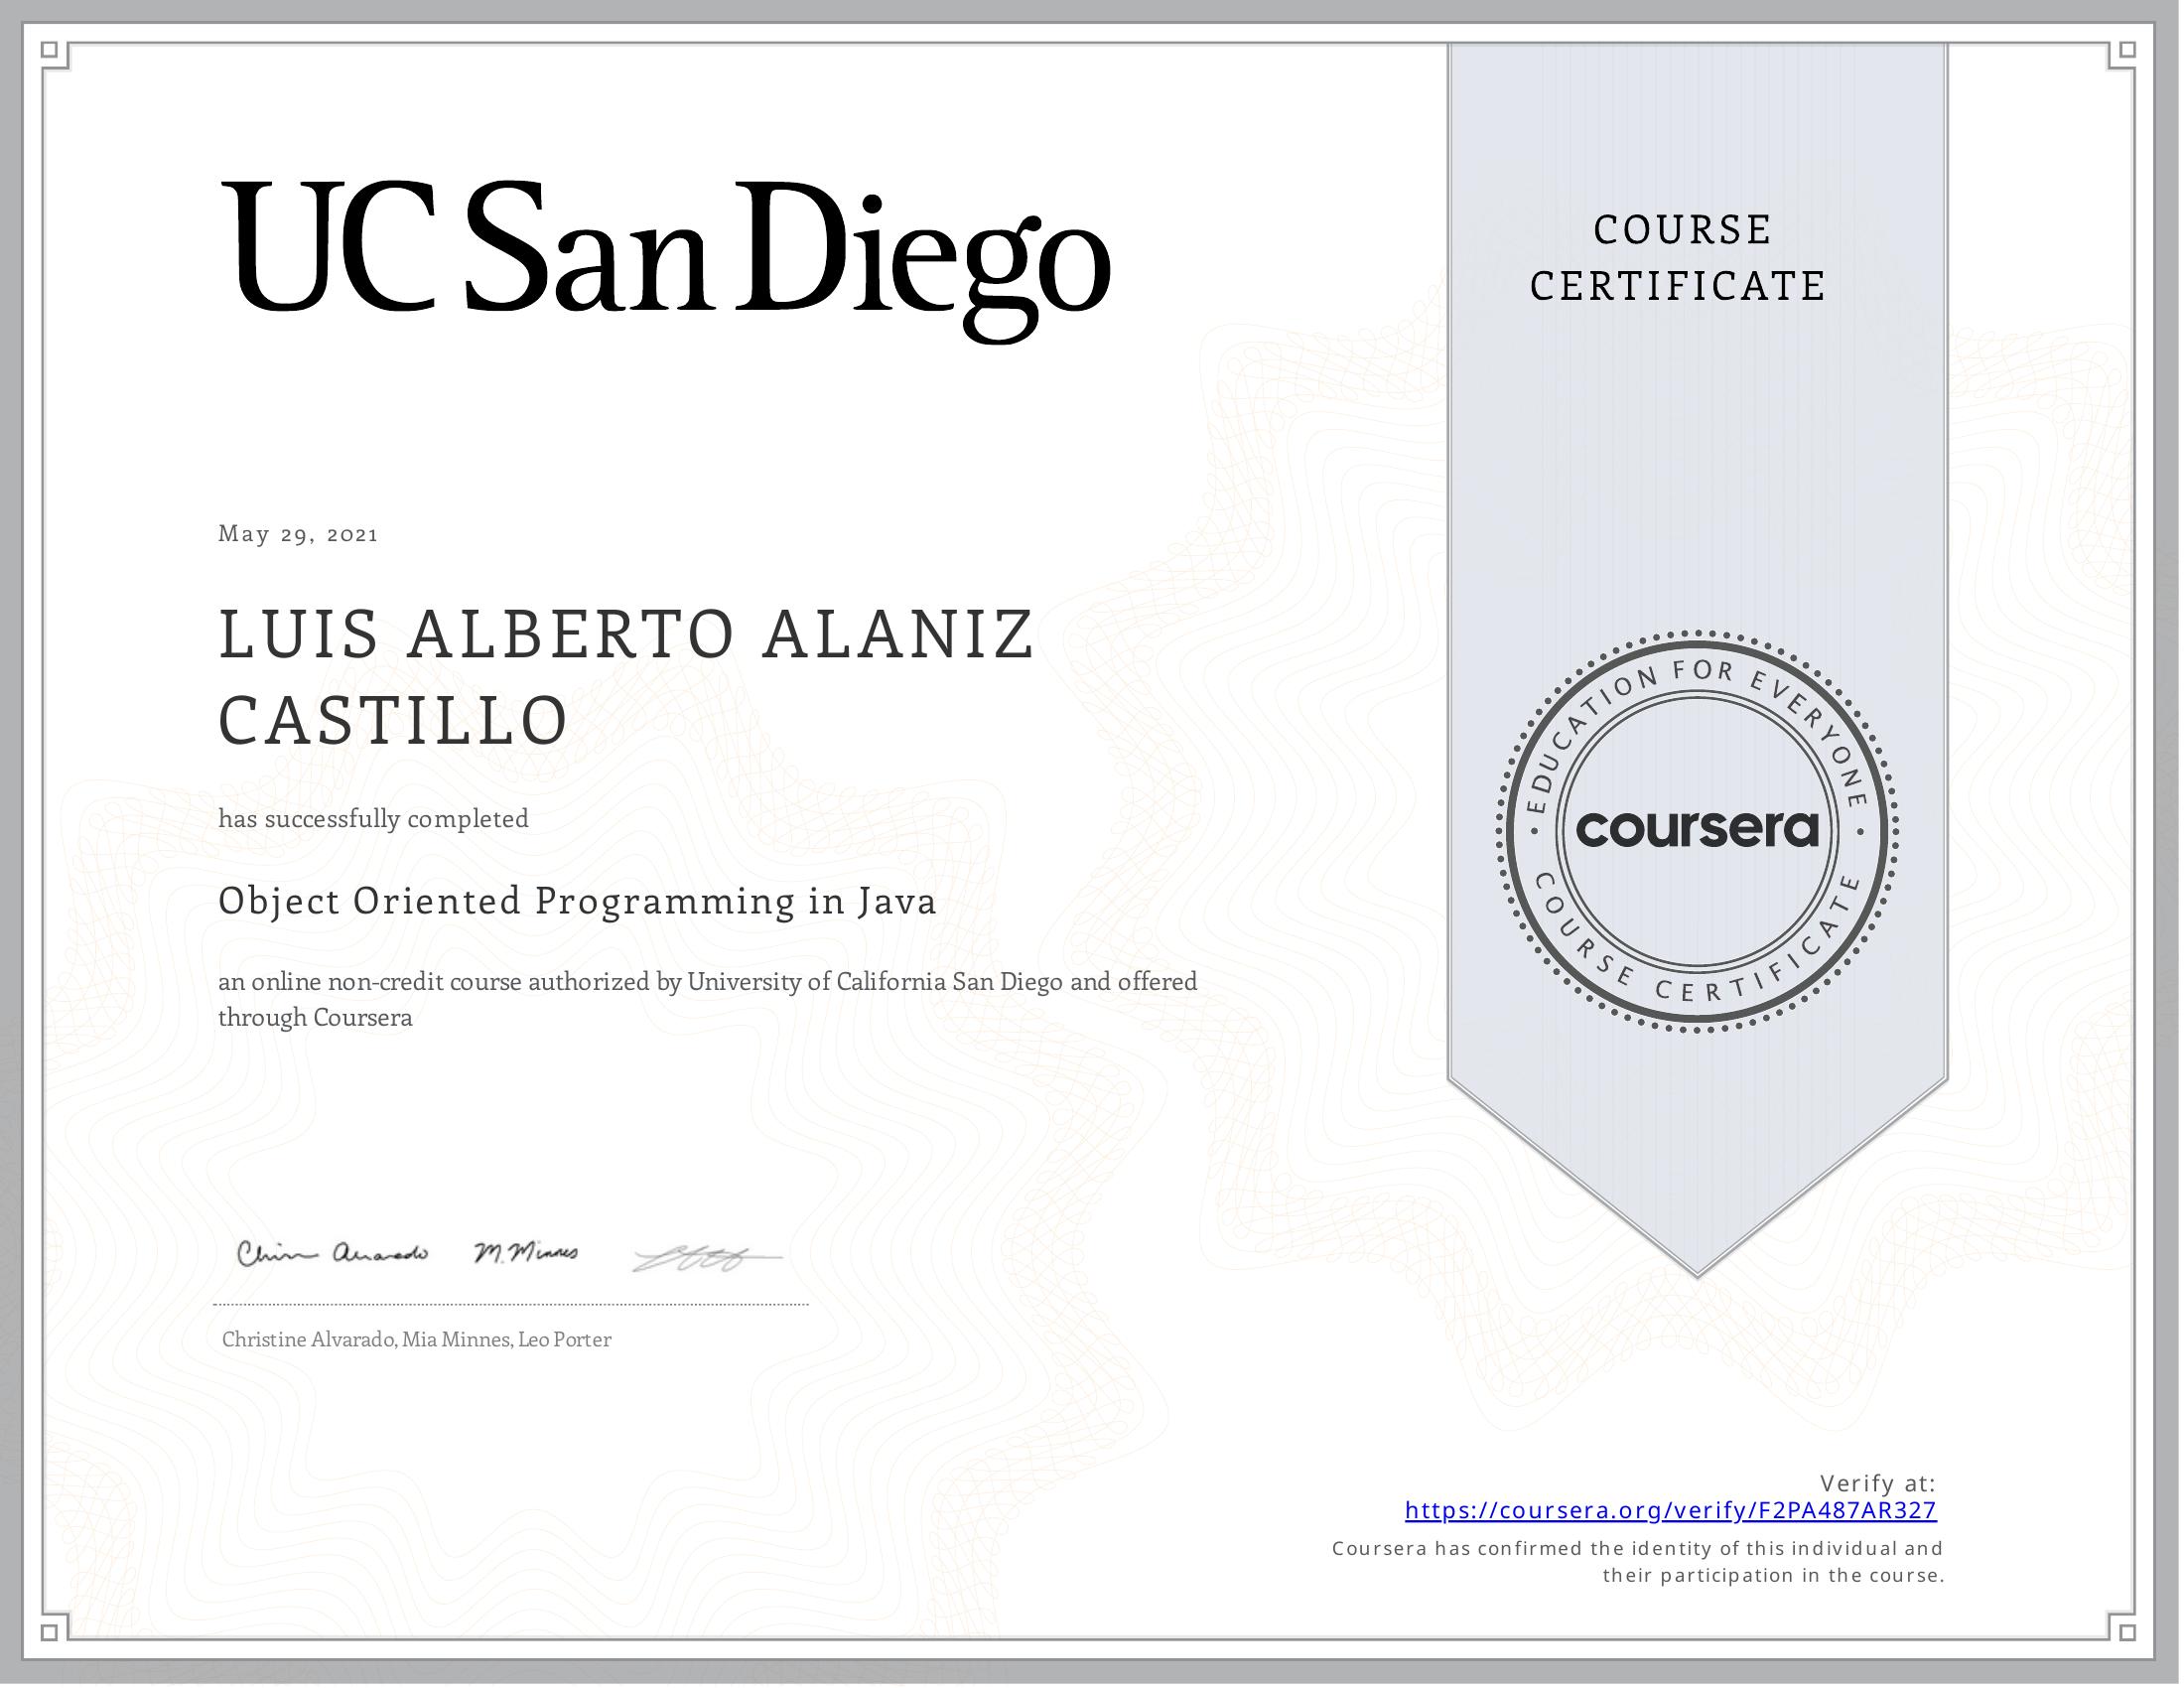 UC San Diego
COURSE
CERTIFICATE
May 29, 2021
LUIS ALBERTO ALANIZ
CASTILLO
has successfully completed
Object Oriented Programming in Java
an online non-credit course authorized by University of California San Diego and offered
through Coursera
EDUCATION FOR EVERYONE
coursera
COURSE CERTIFICATE
M. Minnes
Christine Alvarado, Mia Minnes, Leo Porter
Verify at:
https://coursera.org/verify/F2PA487AR327
Coursera has confirmed the identity of this individual and
their participation in the course.